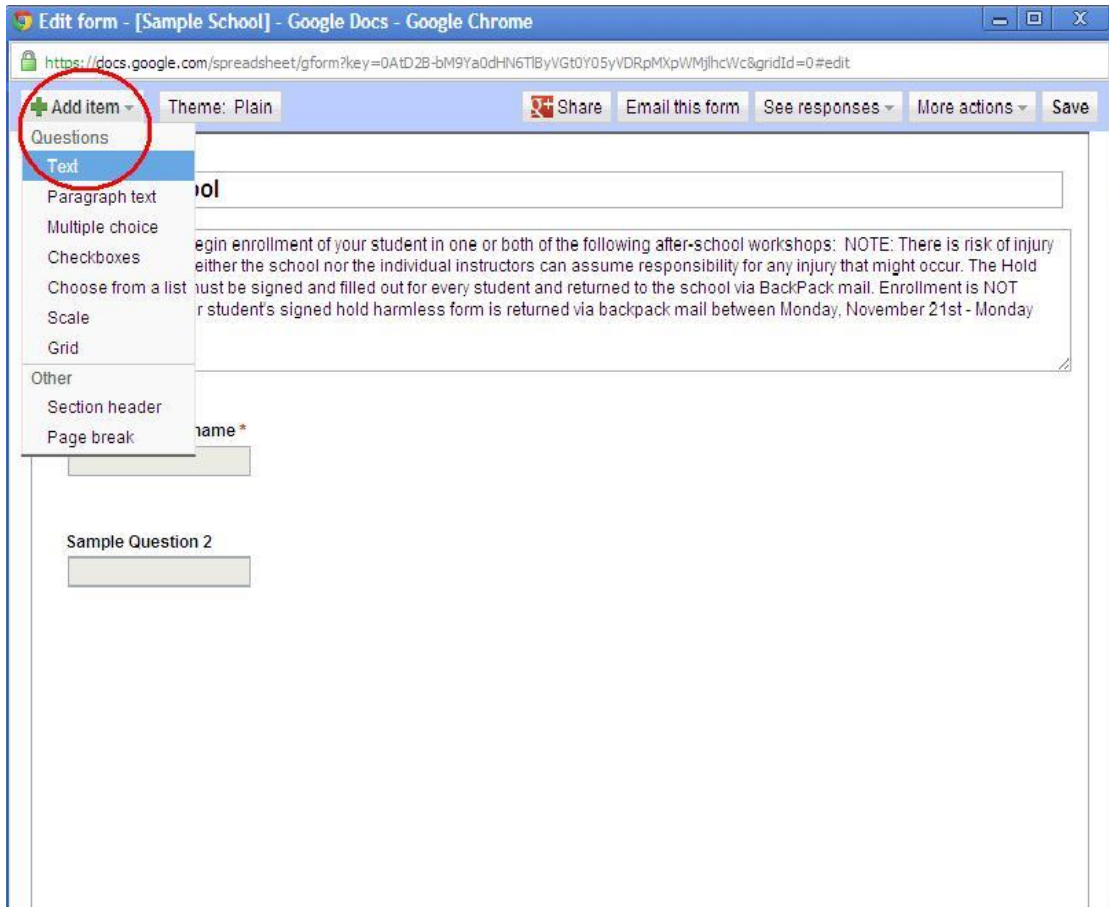 Edit form - [Sample School] - Google Docs - Google Chrome
https://docs.google.com/spreadsheet/gform?key=0AtD2B-bM9Ya0dHN6TlByVGt0Y05yVDRpMXpWMjlhcWc&gridId=0#edit
Add item Theme: Plain Share Email this form See responses More actions Save
Questions
Text
ool
Paragraph text
Multiple choice
egin enrollment of your student in one or both of the following after-school workshops: NOTE: There is risk of injury
Checkboxes
either the school nor the individual instructors can assume responsibility for any injury that might occur. The Hold
Choose from a list must be signed and filled out for every student and returned to the school via BackPack mail. Enrollment is NOT
Scale
r student's signed hold harmless form is returned via backpack mail between Monday, November 21st - Monday
Grid
Other
Section header
name *
Page break
Sample Question 2